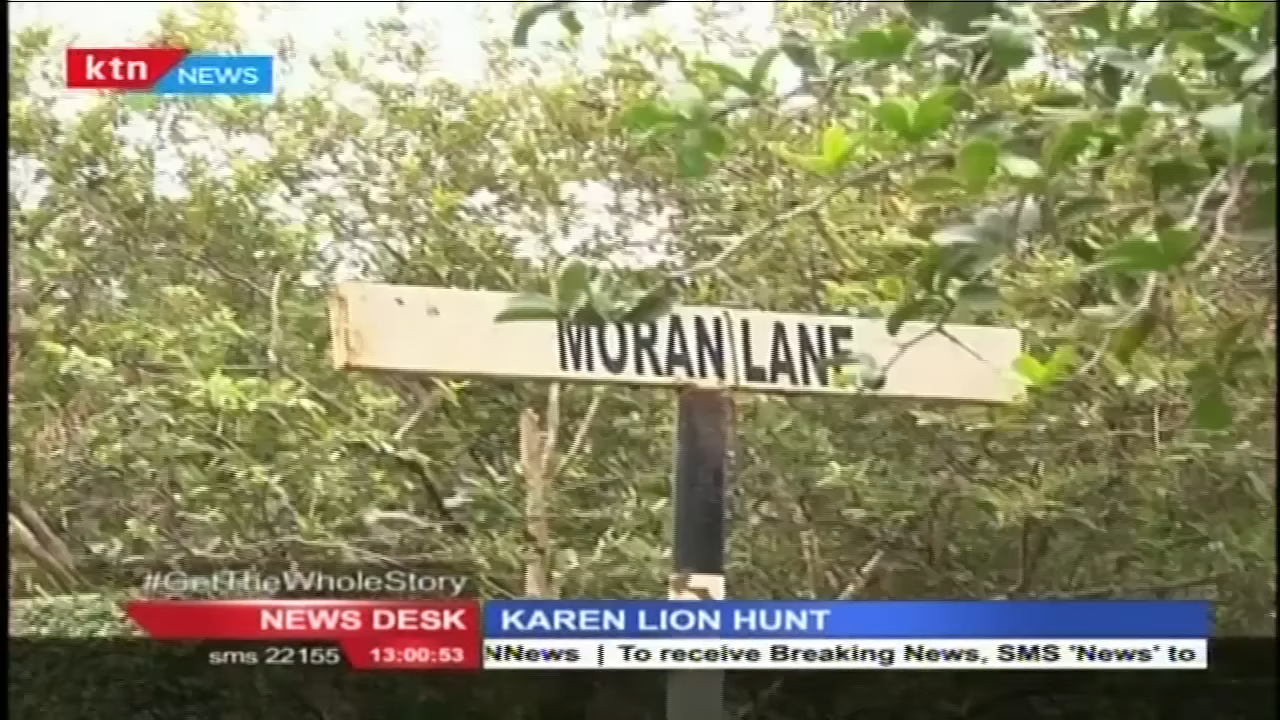 ktn NEWS
MORAN LANE
#GetTheWholeStory
NEWS DESK
KAREN LION HUNT
sms 22155
13:00:53
NNews | To receive Breaking News, SMS 'News' to